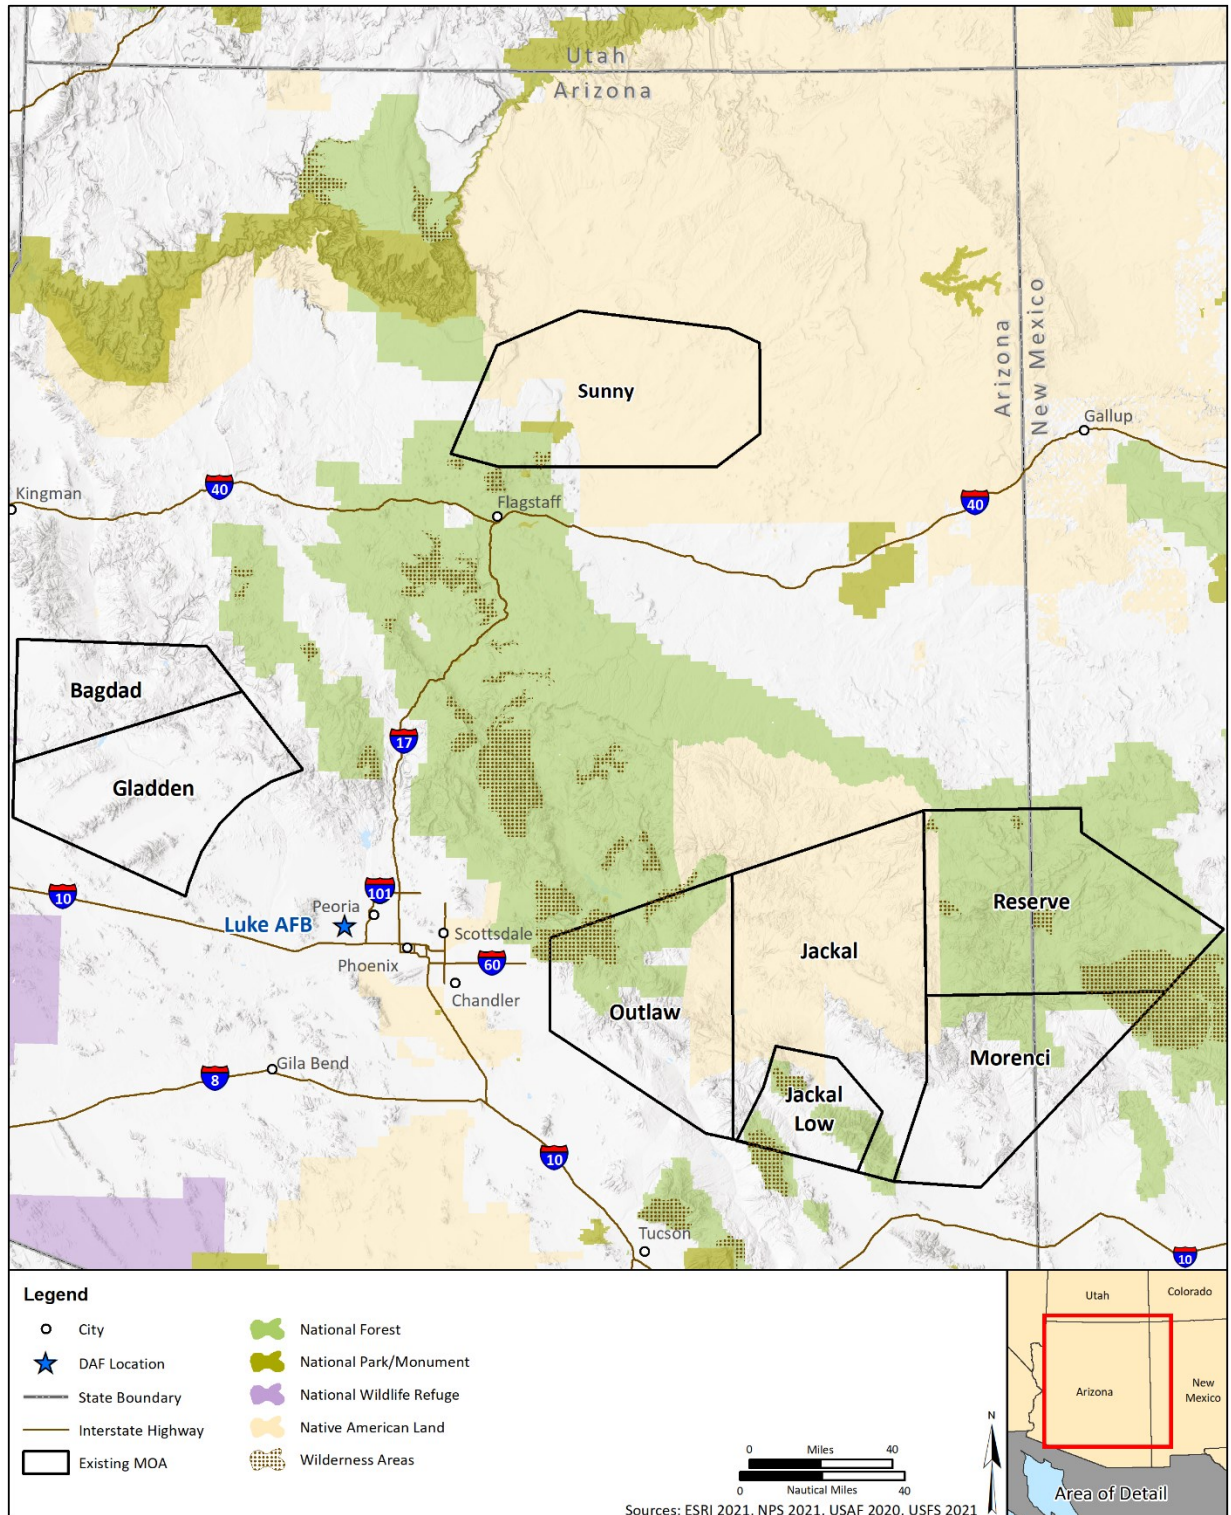 Utah
Arizona
Arizona
New Mexico
Sunny
Gallup
Kingman
40
40
Flagstaff
Bagdad
17
Gladden
10
101
Peoria
Luke AFB
Scottsdale
Phoenix
60
Chandler
Reserve
Jackal
Outlaw
Morenci
Gila Bend
8
Jackal
Low
10
Tucson
10
Legend
City
DAF Location
State Boundary
Interstate Highway
Existing MOA
National Forest
National Park/Monument
National Wildlife Refuge
Native American Land
Wilderness Areas
0 Miles 40
0 Nautical Miles 40
N
Sources: ESRI 2021, NPS 2021, USAF 2020, USFS 2021
Utah
Colorado
Arizona
New
Mexico
Area of Detail